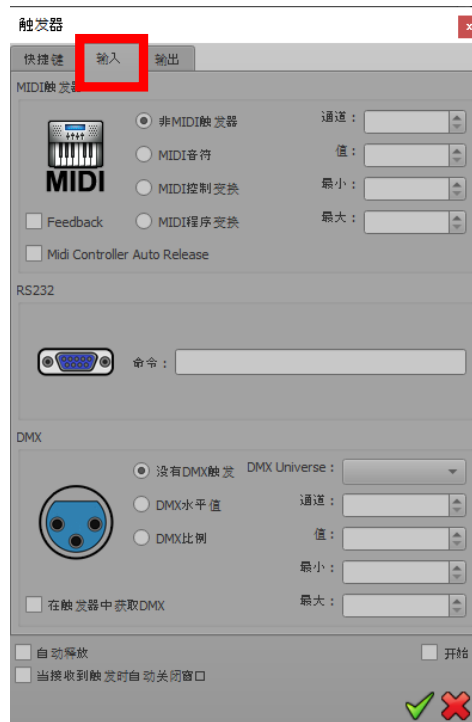 触发器
快捷键 输入 输出
MIDI触发器
非MIDI触发器 通道：
MIDI音符 值：
MIDI
MIDI控制变换 最小：
Feedback MIDI程序变换 最大：
Midi Controller Auto Release
RS232
命令：
DMX
没有DMX触发 DMX Universe：
DMX水平值 通道：
DMX比例 值：
最小：
在触发器中获取DMX 最大：
自动释放 开始
当接收到触发时自动关闭窗口